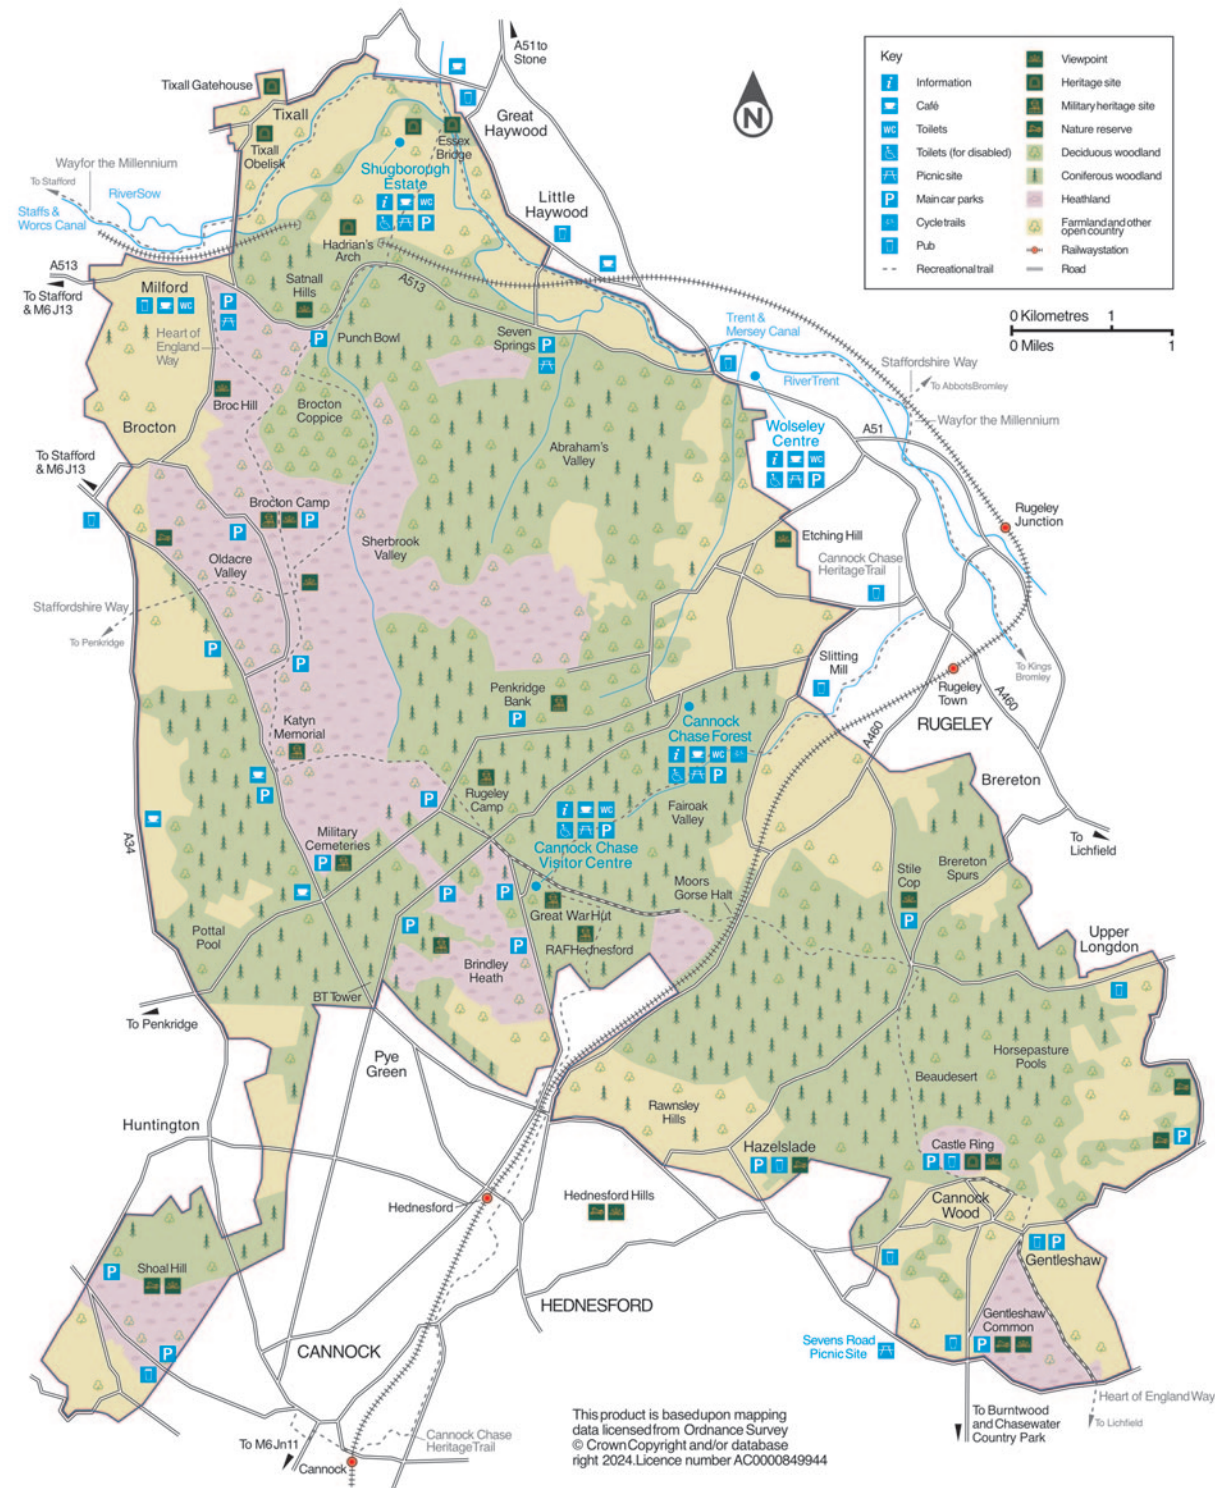 A51 to
Stone
Tixall Gatehouse
Tixall
Great
Haywood
Tixall
Obelisk
Essex
Bridge
Way for the Millennium
To Stafford
River Sow
Staffs &
Worcs Canal
Shugborough
Estate
i
WC
P
Little
Haywood
Hadrian's
Arch
A513
To Stafford
& M6 J13
Milford
WC
P
Satnall
Hills
A513
Heart of
England
Way
P
Punch Bowl
Seven
Springs
P
Trent &
Mersey Canal
River Trent
Staffordshire Way
To Abbots Bromley
Way for the Millennium
Broc Hill
Brocton
Coppice
Brocton
Wolseley
Centre
i
WC
P
A51
To Stafford
& M6 J13
Abraham's
Valley
Brocton Camp
P
P
Oldacre
Valley
Sherbrook
Valley
Rugeley
Junction
Etching Hill
Cannock Chase
Heritage Trail
Staffordshire Way
To Penkridge
P
P
Slitting
Mill
To Kings
Bromley
Rugeley
Town
A460
RUGELEY
A460
Penkridge
Bank
P
Katyn
Memorial
Cannock
Chase Forest
i
WC
P
Brereton
P
P
Rugeley
Camp
Fairoak
Valley
i
WC
P
Cannock Chase
Visitor Centre
A34
Military
Cemeteries
P
To
Lichfield
Stile
Cop
P
Brereton
Spurs
Moors
Gorse Halt
P
P
P
P
Great War Hut
RAF Hednesford
Pottal
Pool
Brindley
Heath
BT Tower
Upper
Longdon
To Penkridge
Pye
Green
Horsepasture
Pools
Beaudesert
Rawnsley
Hills
Huntington
Hazelslade
P
Castle Ring
P
P
Hednesford
Hednesford Hills
Cannock
Wood
P
Gentleshaw
Shoal Hill
P
P
HEDNESFORD
CANNOCK
Gentleshaw
Common
P
Sevens Road
Picnic Site
Heart of England Way
To Lichfield
To Burntwood
and Chasewater
Country Park
To M6 Jn11
Cannock
Cannock Chase
Heritage Trail
This product is based upon mapping
data licensed from Ordnance Survey
© Crown Copyright and/or database
right 2024. Licence number AC0000849944
N
Key
i Information
Café
WC Toilets
Toilets (for disabled)
Picnic site
P Main car parks
Cycle trails
Pub
Recreational trail
Viewpoint
Heritage site
Military heritage site
Nature reserve
Deciduous woodland
Coniferous woodland
Heathland
Farmland and other
open country
Railway station
Road
0 Kilometres 1
0 Miles 1